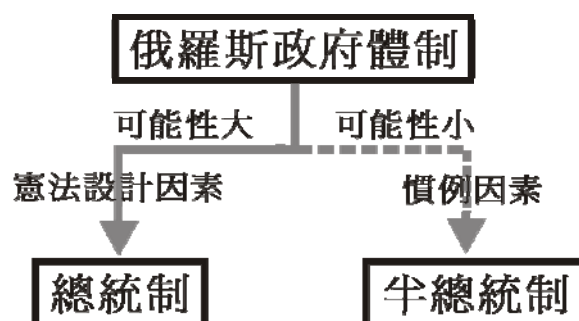 俄羅斯政府體制
可能性大 可能性小
憲法設計因素 慣例因素
總統制 半總統制